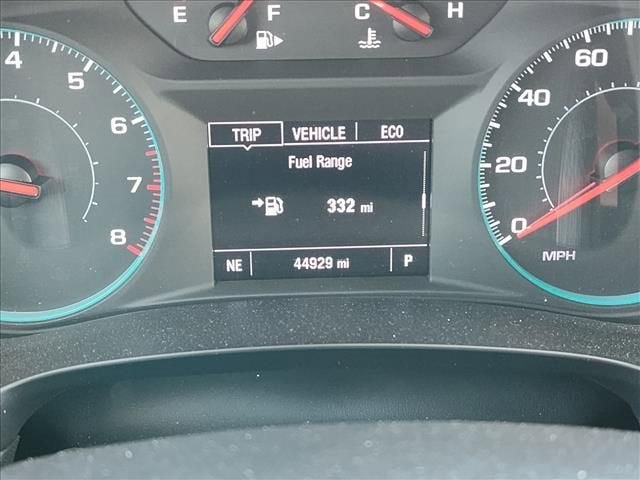 E F C H
4
5
6
7
8
TRIP VEHICLE ECO
Fuel Range
332 mi
NE 44929 mi P
60
40
20
0
MPH